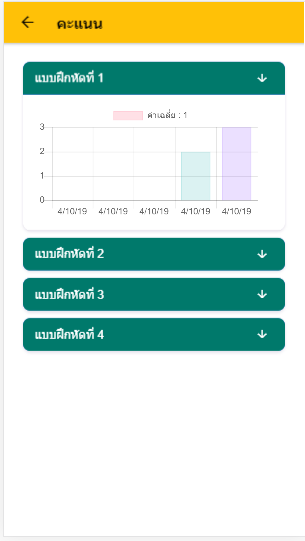 คะแนน
แบบฝึกหัดที่ 1
ค่าเฉลี่ย : 1
3
2
1
0
4/10/19 4/10/19 4/10/19 4/10/19 4/10/19
แบบฝึกหัดที่ 2
แบบฝึกหัดที่ 3
แบบฝึกหัดที่ 4